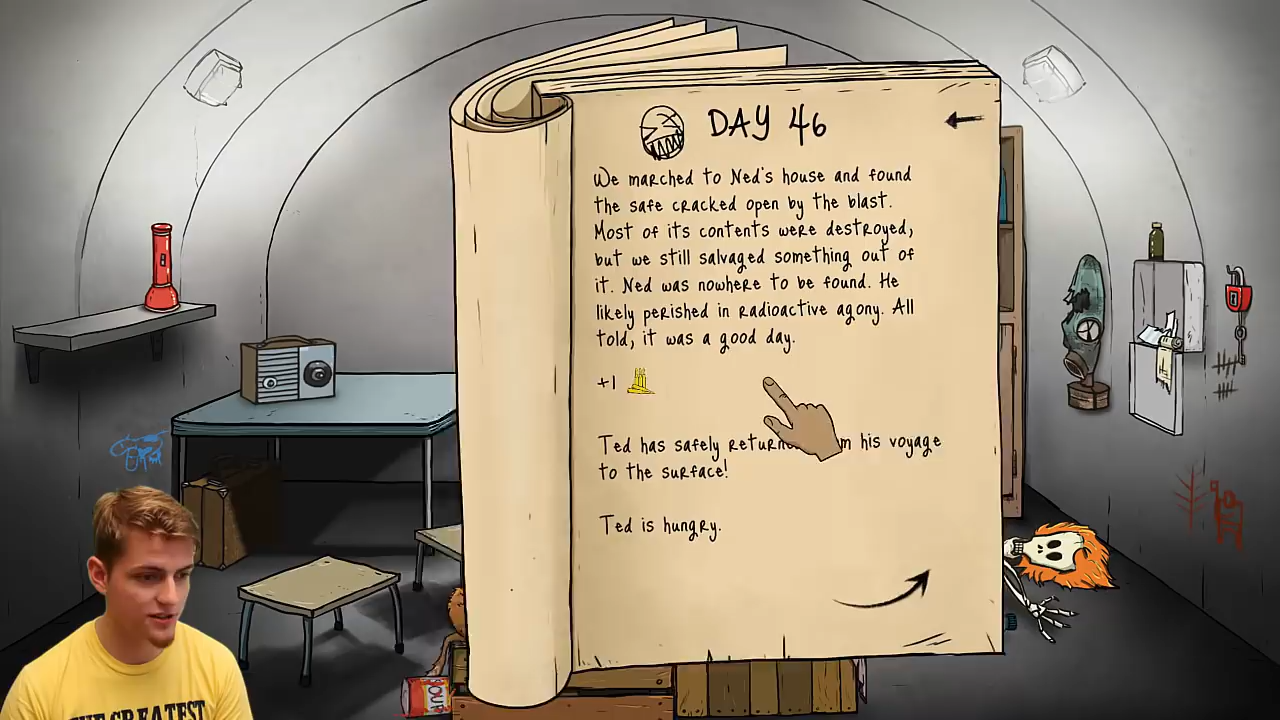 DAY 46
We marched to Ned's house and found
the safe cracked open by the blast.
Most of its contents were destroyed,
but we still salvaged something out of
it. Ned was nowhere to be found. He
likely perished in radioactive agony. All
told, it was a good day.
+1
Ted has safely his voyage
to the surface!
Ted is hungry.
THE GREATEST